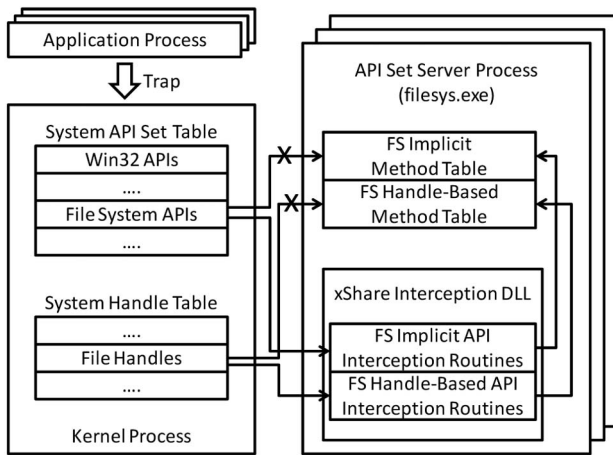 Application Process
Trap
System API Set Table
Win32 APIs
....
File System APIs
....
System Handle Table
....
File Handles
....
Kernel Process
API Set Server Process
(filesys.exe)
X
FS Implicit
Method Table
X
FS Handle-Based
Method Table
xShare Interception DLL
FS Implicit API
Interception Routines
FS Handle-Based API
Interception Routines